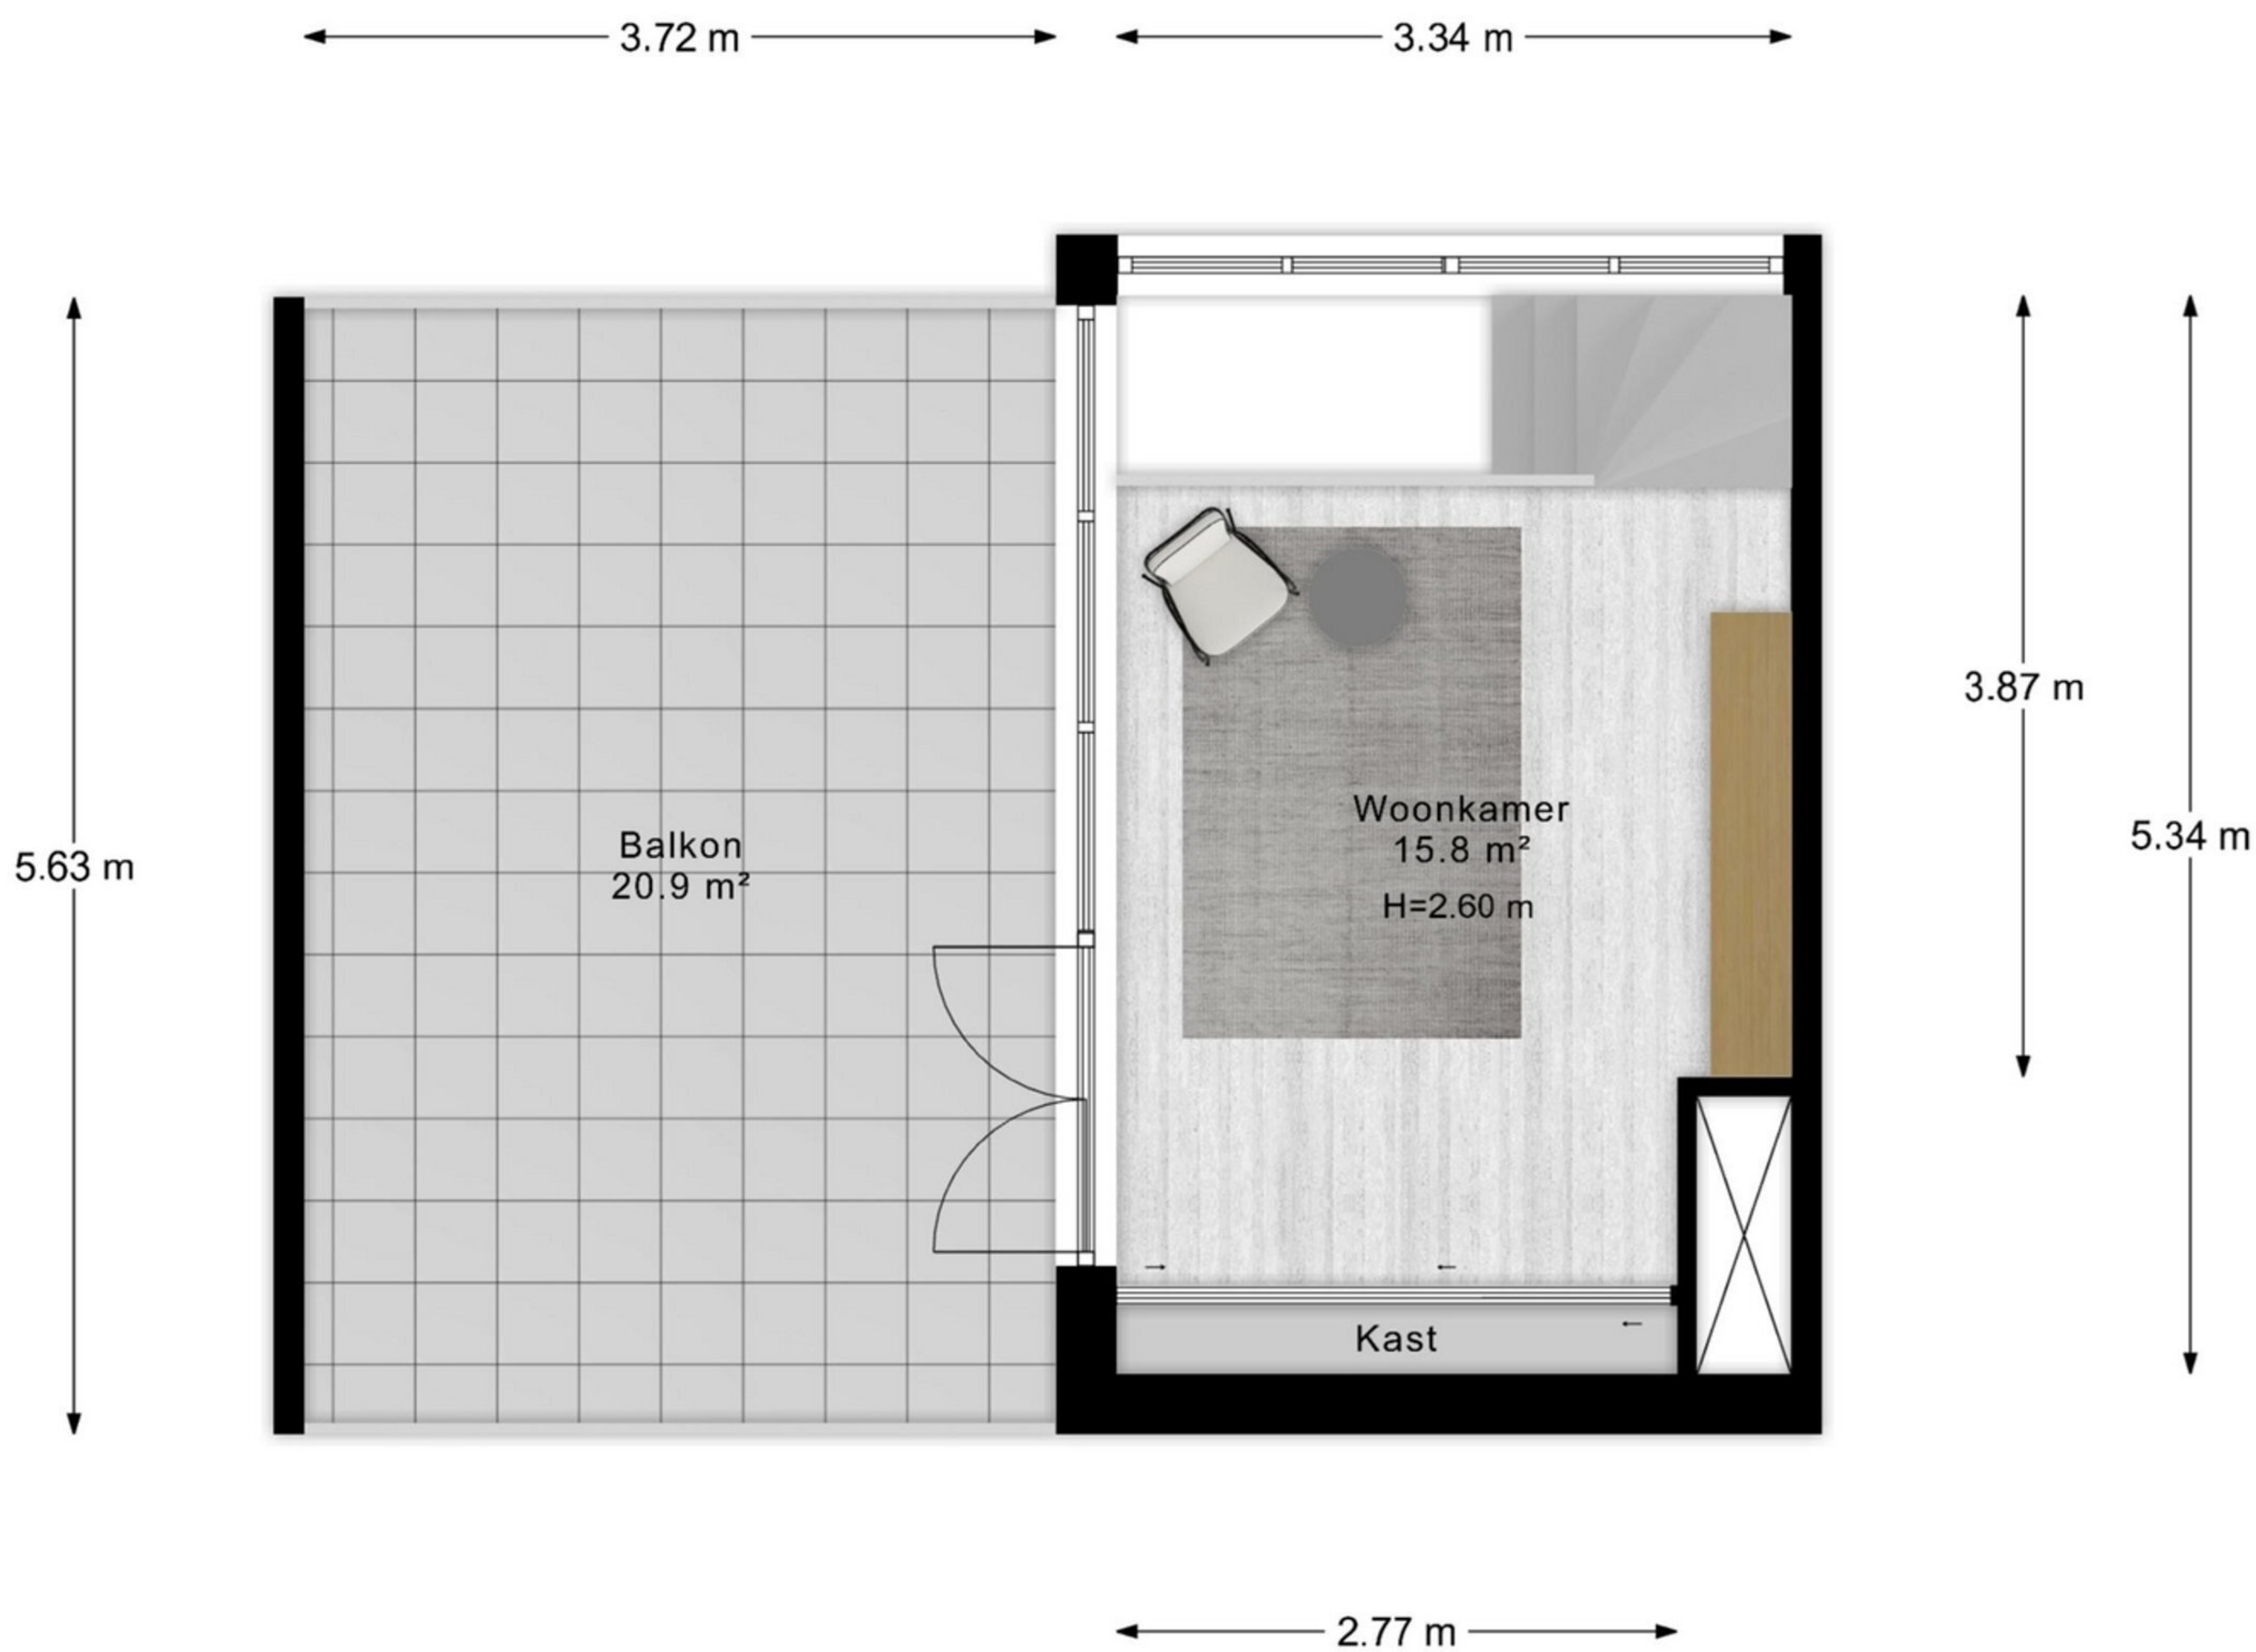 3.72 m
3.34 m
3.87 m
5.34 m
5.63 m
Balkon
20.9 m²
Woonkamer
15.8 m²
H=2.60 m
Kast
2.77 m